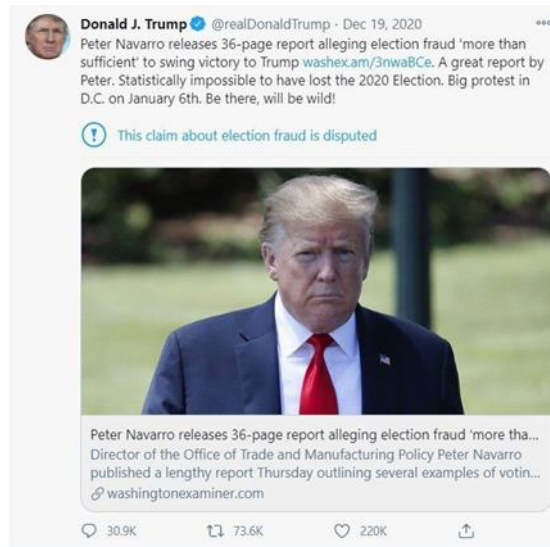 Donald J. Trump @realDonaldTrump · Dec 19, 2020
Peter Navarro releases 36-page report alleging election fraud 'more than
sufficient' to swing victory to Trump washex.am/3nwaBCe. A great report by
Peter. Statistically impossible to have lost the 2020 Election. Big protest in
D.C. on January 6th. Be there, will be wild!
This claim about election fraud is disputed
Peter Navarro releases 36-page report alleging election fraud 'more tha...
Director of the Office of Trade and Manufacturing Policy Peter Navarro
published a lengthy report Thursday outlining several examples of votin...
washingtonexaminer.com
30.9K 73.6K 220K